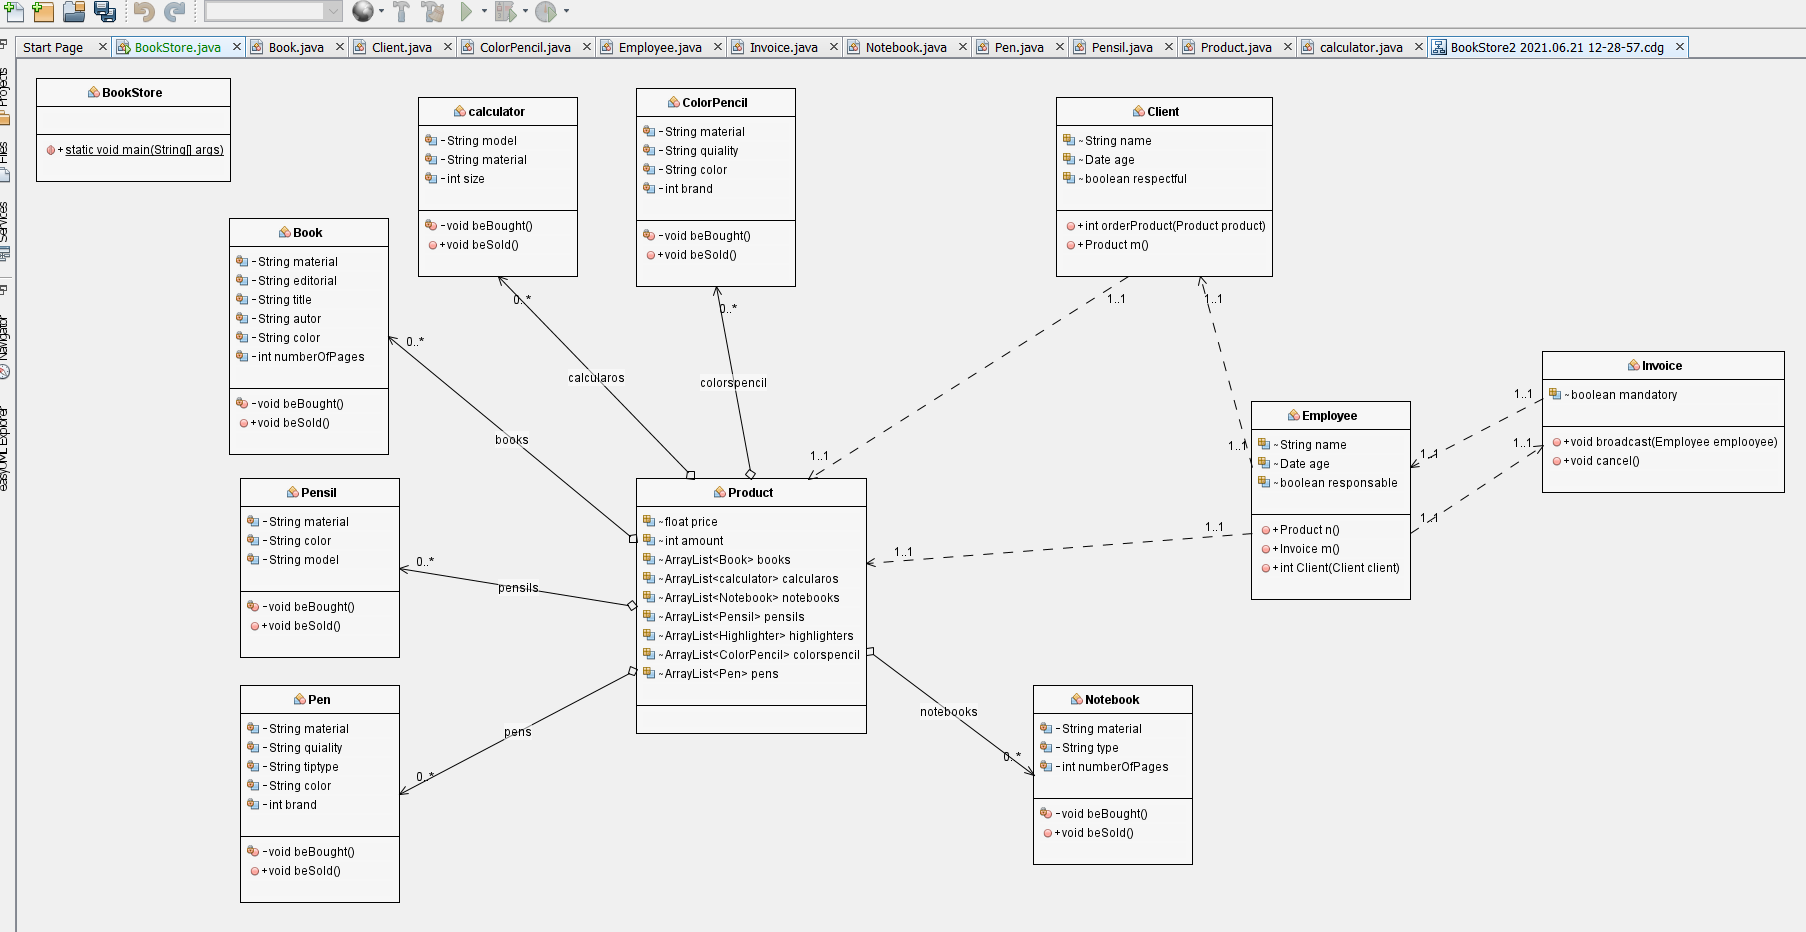 Start Page
BookStore.java
Book.java
Client.java
ColorPencil.java
Employee.java
Invoice.java
Notebook.java
Pen.java
Pensil.java
Product.java
calculator.java
BookStore2 2021.06.21 12-28-57.cdg
Projects
Files
Services
Navigator
easyUML Explorer
BookStore
+ static void main(String[] args)
calculator
- String model
- String material
- int size
- void beBought()
+ void beSold()
0..*
calcularos
ColorPencil
- String material
- String quiality
- String color
- int brand
- void beBought()
+ void beSold()
0..*
colorspencil
Client
~ String name
~ Date age
~ boolean respectful
+ int orderProduct(Product product)
+ Product m()
1..1
1..1
Book
- String material
- String editorial
- String title
- String autor
- String color
- int numberOfPages
- void beBought()
+ void beSold()
0..*
books
Invoice
~ boolean mandatory
+ void broadcast(Employee emplooyee)
+ void cancel()
1..1
1..1
Employee
~ String name
~ Date age
~ boolean responsable
+ Product n()
+ Invoice m()
+ int Client(Client client)
1..1
1..1
1..1
1..1
Pensil
- String material
- String color
- String model
- void beBought()
+ void beSold()
0..*
pensils
1..1
1..1
Product
~ float price
~ int amount
~ ArrayList<Book> books
~ ArrayList<calculator> calcularos
~ ArrayList<Notebook> notebooks
~ ArrayList<Pensil> pensils
~ ArrayList<Highlighter> highlighters
~ ArrayList<ColorPencil> colorspencil
~ ArrayList<Pen> pens
Pen
- String material
- String quiality
- String tiptype
- String color
- int brand
- void beBought()
+ void beSold()
0..*
pens
notebooks
0..*
Notebook
- String material
- String type
- int numberOfPages
- void beBought()
+ void beSold()